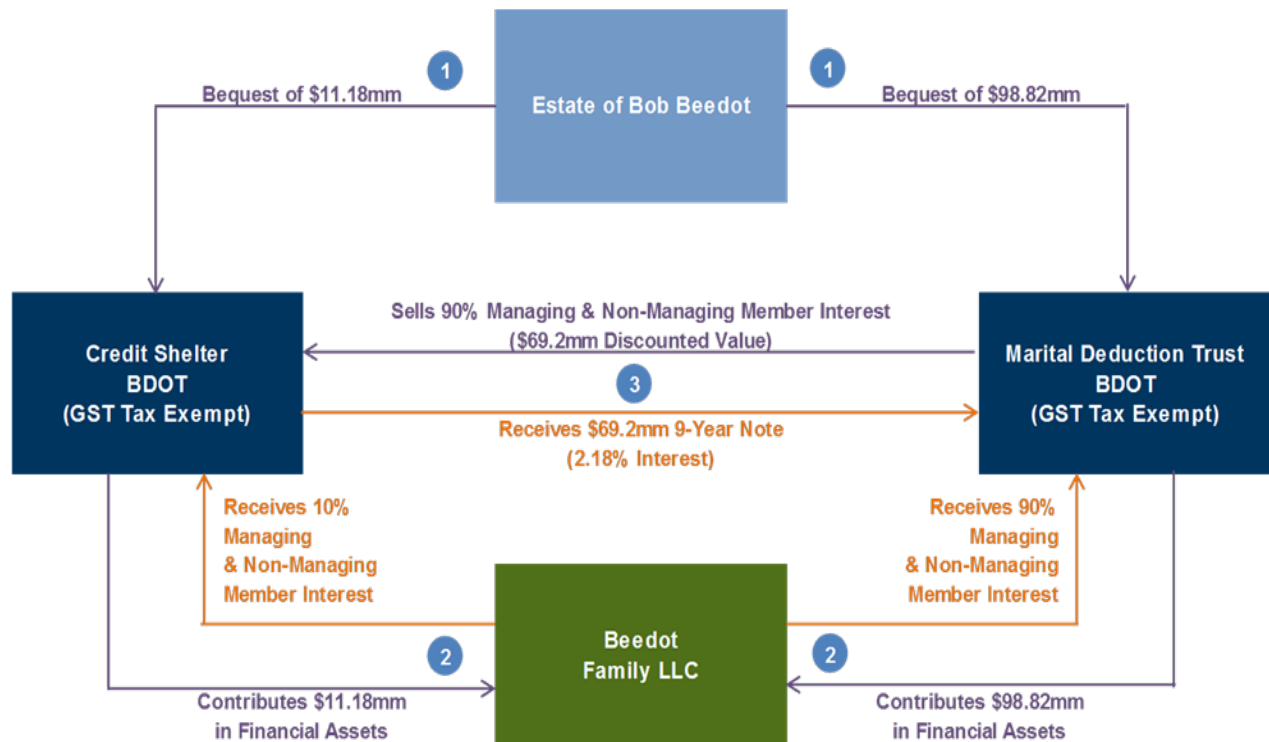 1
1
Bequest of $11.18mm
Estate of Bob Beedot
Bequest of $98.82mm
Sells 90% Managing & Non-Managing Member Interest
($69.2mm Discounted Value)
Credit Shelter
BDOT
(GST Tax Exempt)
3
Marital Deduction Trust
BDOT
(GST Tax Exempt)
Receives $69.2mm 9-Year Note
(2.18% Interest)
Receives 10%
Managing
& Non-Managing
Member Interest
Receives 90%
Managing
& Non-Managing
Member Interest
Beedot
Family LLC
2
2
Contributes $11.18mm
in Financial Assets
Contributes $98.82mm
in Financial Assets